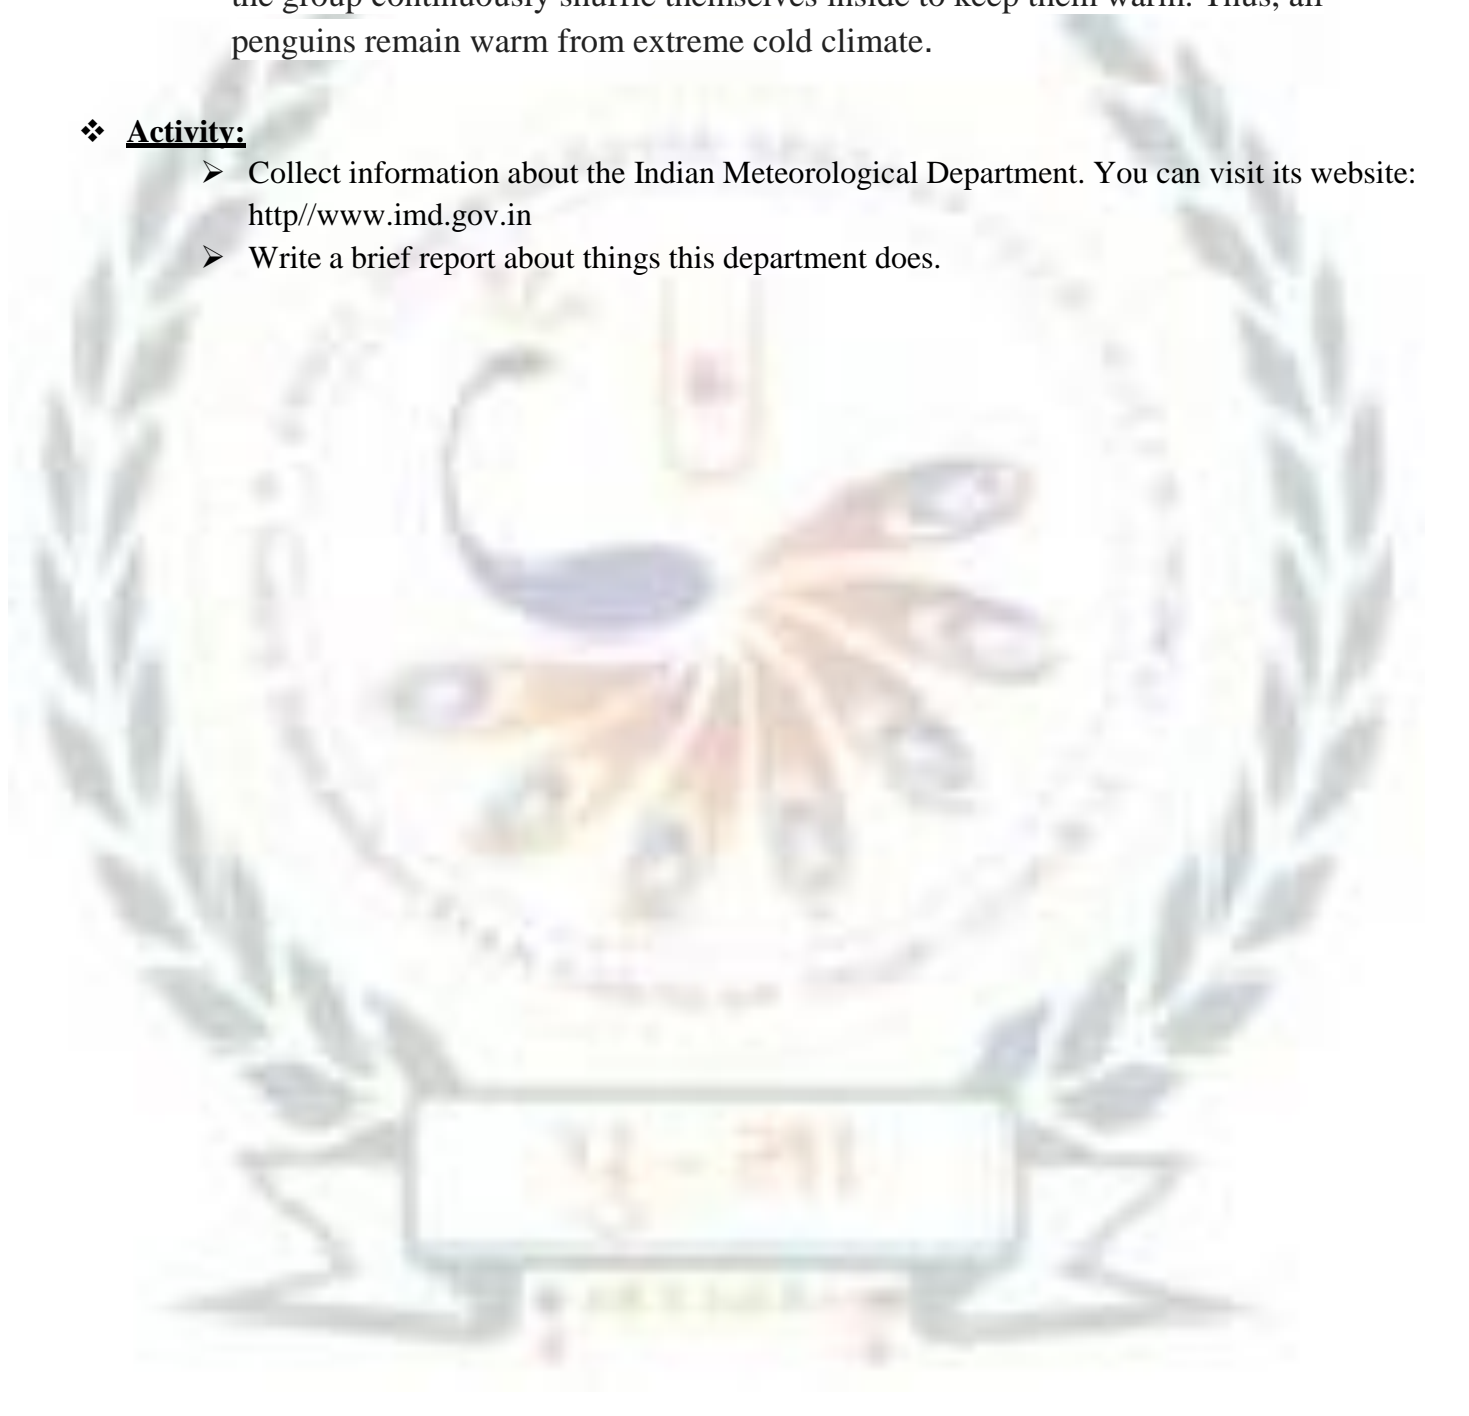 the group continuously shuffle themselves inside to keep them warm. Thus, all
penguins remain warm from extreme cold climate.
❖ Activity:
➢ Collect information about the Indian Meteorological Department. You can visit its website:
http//www.imd.gov.in
➢ Write a brief report about things this department does.